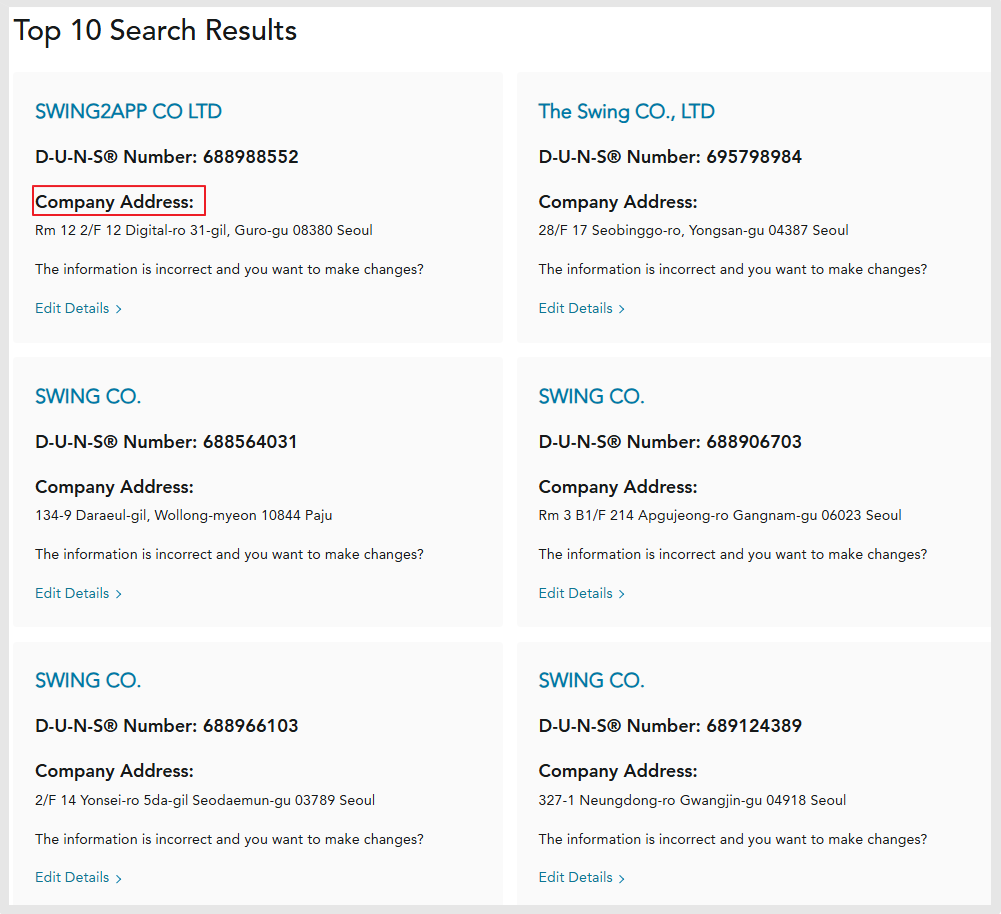 Top 10 Search Results
SWING2APP CO LTD
D-U-N-S® Number: 688988552
Company Address:
Rm 12 2/F 12 Digital-ro 31-gil, Guro-gu 08380 Seoul
The information is incorrect and you want to make changes?
Edit Details >
The Swing CO., LTD
D-U-N-S® Number: 695798984
Company Address:
28/F 17 Seobinggo-ro, Yongsan-gu 04387 Seoul
The information is incorrect and you want to make changes?
Edit Details >
SWING CO.
D-U-N-S® Number: 688564031
Company Address:
134-9 Daraeul-gil, Wollong-myeon 10844 Paju
The information is incorrect and you want to make changes?
Edit Details >
SWING CO.
D-U-N-S® Number: 688906703
Company Address:
Rm 3 B1/F 214 Apgujeong-ro Gangnam-gu 06023 Seoul
The information is incorrect and you want to make changes?
Edit Details >
SWING CO.
D-U-N-S® Number: 688966103
Company Address:
2/F 14 Yonsei-ro 5da-gil Seodaemun-gu 03789 Seoul
The information is incorrect and you want to make changes?
Edit Details >
SWING CO.
D-U-N-S® Number: 689124389
Company Address:
327-1 Neungdong-ro Gwangjin-gu 04918 Seoul
The information is incorrect and you want to make changes?
Edit Details >